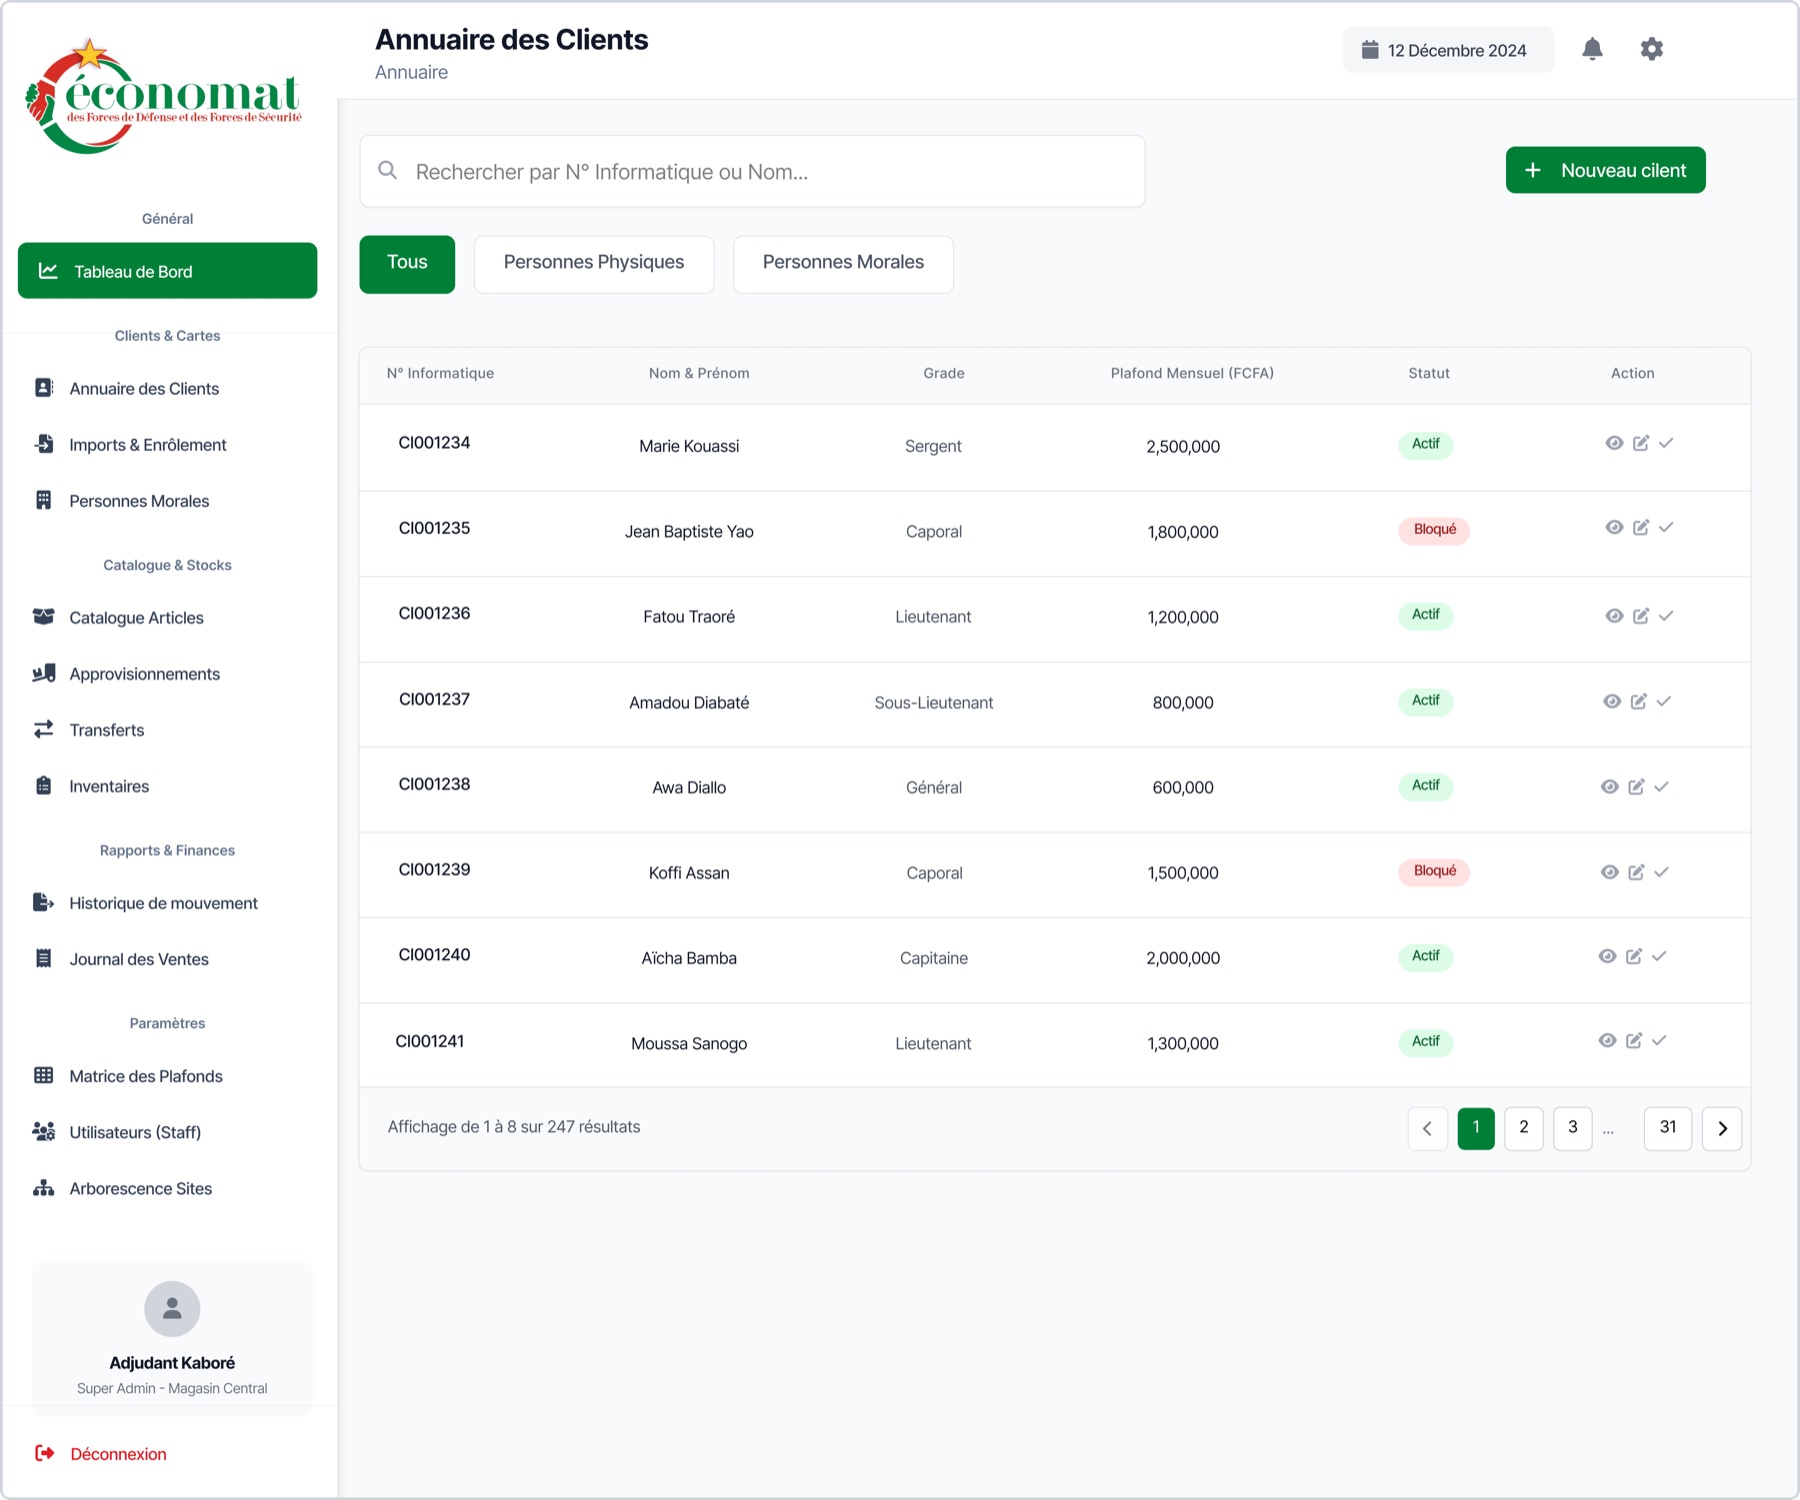 économat
des Forces de Défense et des Forces de Sécurité
Général
Tableau de Bord
Clients & Cartes
Annuaire des Clients
Imports & Enrôlement
Personnes Morales
Catalogue & Stocks
Catalogue Articles
Approvisionnements
Transferts
Inventaires
Rapports & Finances
Historique de mouvement
Journal des Ventes
Paramètres
Matrice des Plafonds
Utilisateurs (Staff)
Arborescence Sites
Adjudant Kaboré
Super Admin - Magasin Central
Déconnexion
Annuaire des Clients
Annuaire
12 Décembre 2024
Rechercher par N° Informatique ou Nom...
+ Nouveau cilent
Tous Personnes Physiques Personnes Morales
N° Informatique Nom & Prénom Grade Plafond Mensuel (FCFA) Statut Action
CI001234 Marie Kouassi Sergent 2,500,000 Actif
CI001235 Jean Baptiste Yao Caporal 1,800,000 Bloqué
CI001236 Fatou Traoré Lieutenant 1,200,000 Actif
CI001237 Amadou Diabaté Sous-Lieutenant 800,000 Actif
CI001238 Awa Diallo Général 600,000 Actif
CI001239 Koffi Assan Caporal 1,500,000 Bloqué
CI001240 Aïcha Bamba Capitaine 2,000,000 Actif
CI001241 Moussa Sanogo Lieutenant 1,300,000 Actif
Affichage de 1 à 8 sur 247 résultats
1 2 3 ... 31